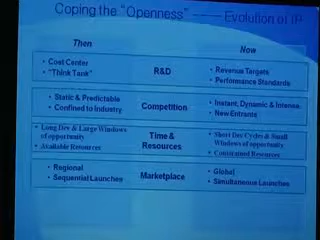 Coping the "Openness" —— Evolution of IP
Then
Now
• Cost Center
• "Think Tank"
R&D
• Revenue Targets
• Performance Standards
• Static & Predictable
• Confined to Industry
Competition
• Instant, Dynamic & Intense
• New Entrants
• Long Dev & Large Windows
of opportunity
• Available Resources
Time &
Resources
• Short Dev Cycles & Small
Windows of opportunity
• Constrained Resources
• Regional
• Sequential Launches
Marketplace
• Global
• Simultaneous Launches